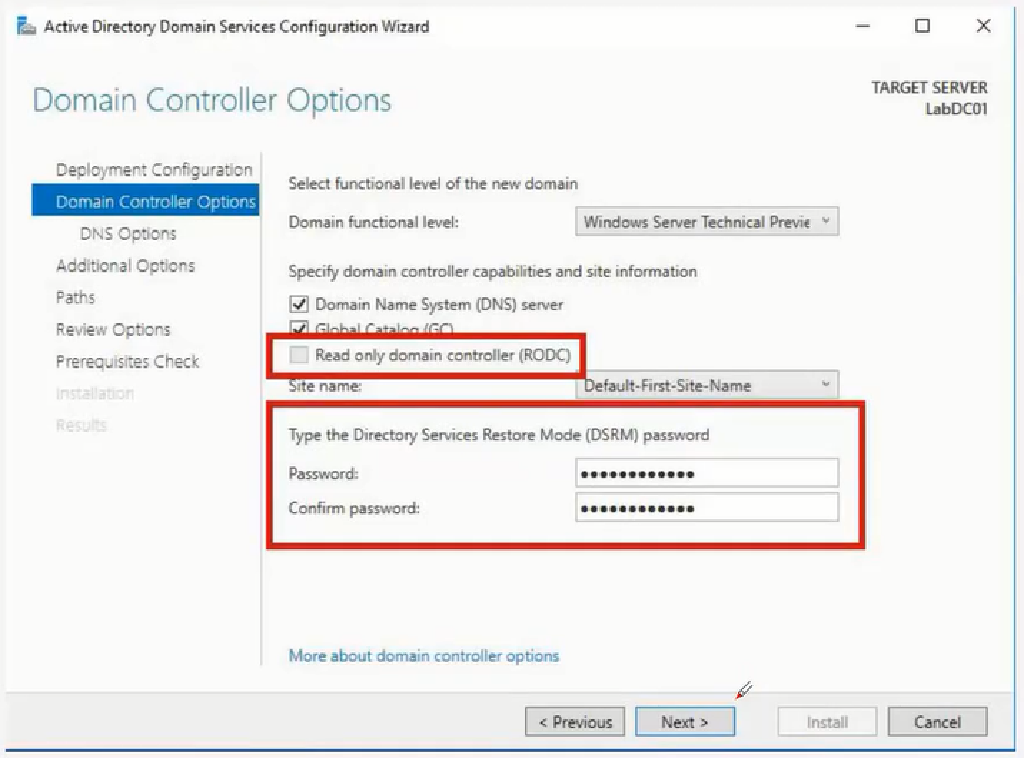 Active Directory Domain Services Configuration Wizard
Domain Controller Options
TARGET SERVER
LabDC01
Deployment Configuration
Domain Controller Options
DNS Options
Additional Options
Paths
Review Options
Prerequisites Check
Installation
Results
Select functional level of the new domain
Domain functional level: Windows Server Technical Previe
Specify domain controller capabilities and site information
Domain Name System (DNS) server
Global Catalog (GC)
Read only domain controller (RODC)
Site name: Default-First-Site-Name
Type the Directory Services Restore Mode (DSRM) password
Password: ●●●●●●●●●●●●
Confirm password: ●●●●●●●●●●●●
More about domain controller options
< Previous Next > Install Cancel